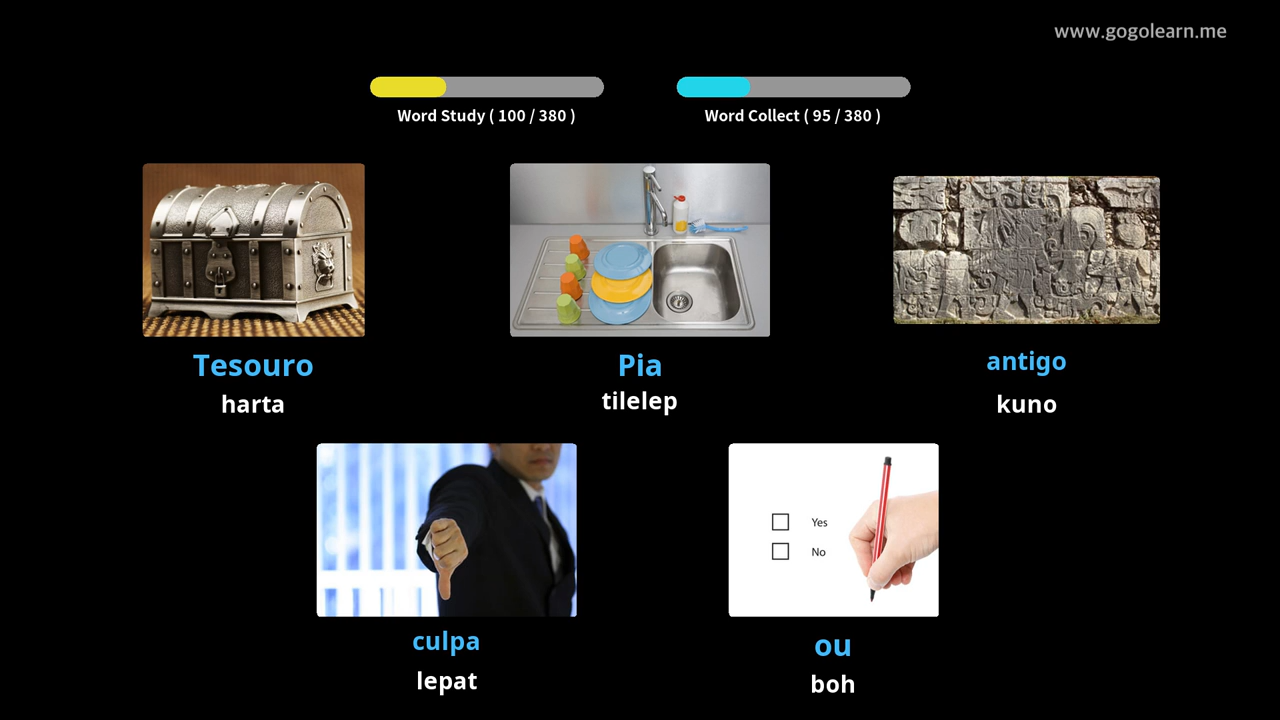 www.gogolearn.me
Word Study ( 100 / 380 )
Word Collect ( 95 / 380 )
Tesouro
harta
Pia
tilelep
antigo
kuno
Yes
No
culpa
lepat
ou
boh